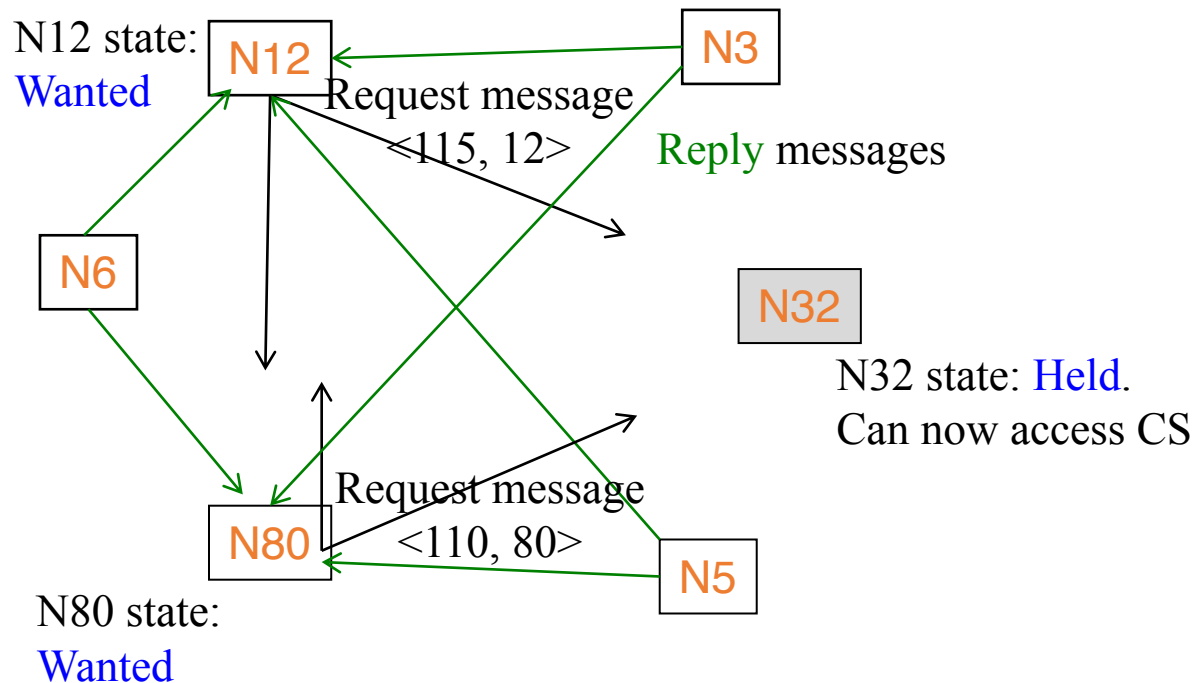 N12 state:
Wanted
N12
N3
Request message
<115, 12>
Reply messages
N6
N32
N32 state: Held.
Can now access CS
Request message
<110, 80>
N80
N5
N80 state:
Wanted